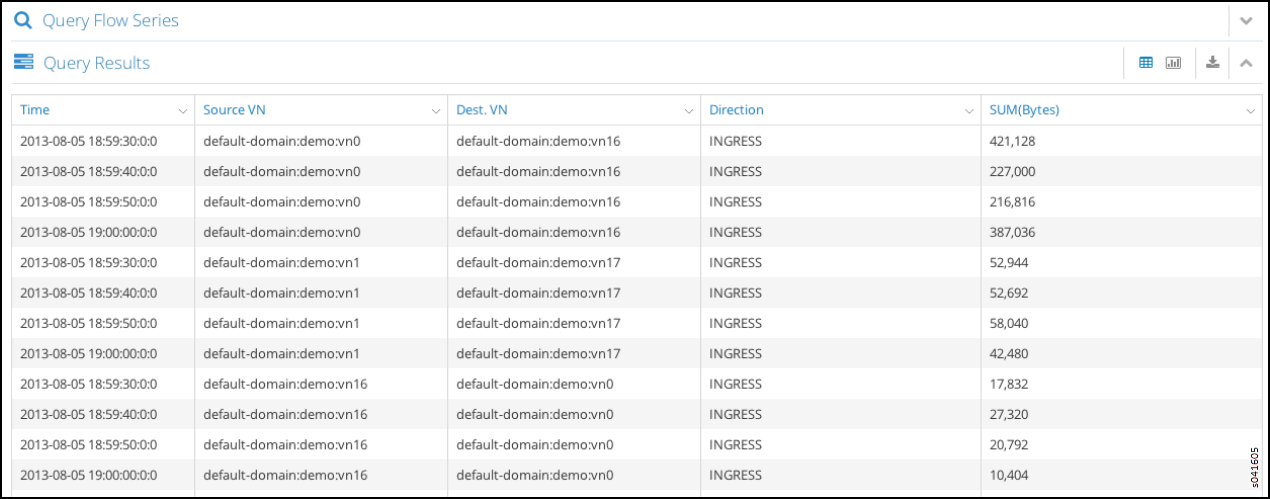 Query Flow Series
Query Results
Time Source VN Dest. VN Direction SUM(Bytes)
2013-08-05 18:59:30:0:0 default-domain:demo:vn0 default-domain:demo:vn16 INGRESS 421,128
2013-08-05 18:59:40:0:0 default-domain:demo:vn0 default-domain:demo:vn16 INGRESS 227,000
2013-08-05 18:59:50:0:0 default-domain:demo:vn0 default-domain:demo:vn16 INGRESS 216,816
2013-08-05 19:00:00:0:0 default-domain:demo:vn0 default-domain:demo:vn16 INGRESS 387,036
2013-08-05 18:59:30:0:0 default-domain:demo:vn1 default-domain:demo:vn17 INGRESS 52,944
2013-08-05 18:59:40:0:0 default-domain:demo:vn1 default-domain:demo:vn17 INGRESS 52,692
2013-08-05 18:59:50:0:0 default-domain:demo:vn1 default-domain:demo:vn17 INGRESS 58,040
2013-08-05 19:00:00:0:0 default-domain:demo:vn1 default-domain:demo:vn17 INGRESS 42,480
2013-08-05 18:59:30:0:0 default-domain:demo:vn16 default-domain:demo:vn0 INGRESS 17,832
2013-08-05 18:59:40:0:0 default-domain:demo:vn16 default-domain:demo:vn0 INGRESS 27,320
2013-08-05 18:59:50:0:0 default-domain:demo:vn16 default-domain:demo:vn0 INGRESS 20,792
2013-08-05 19:00:00:0:0 default-domain:demo:vn16 default-domain:demo:vn0 INGRESS 10,404
s041605